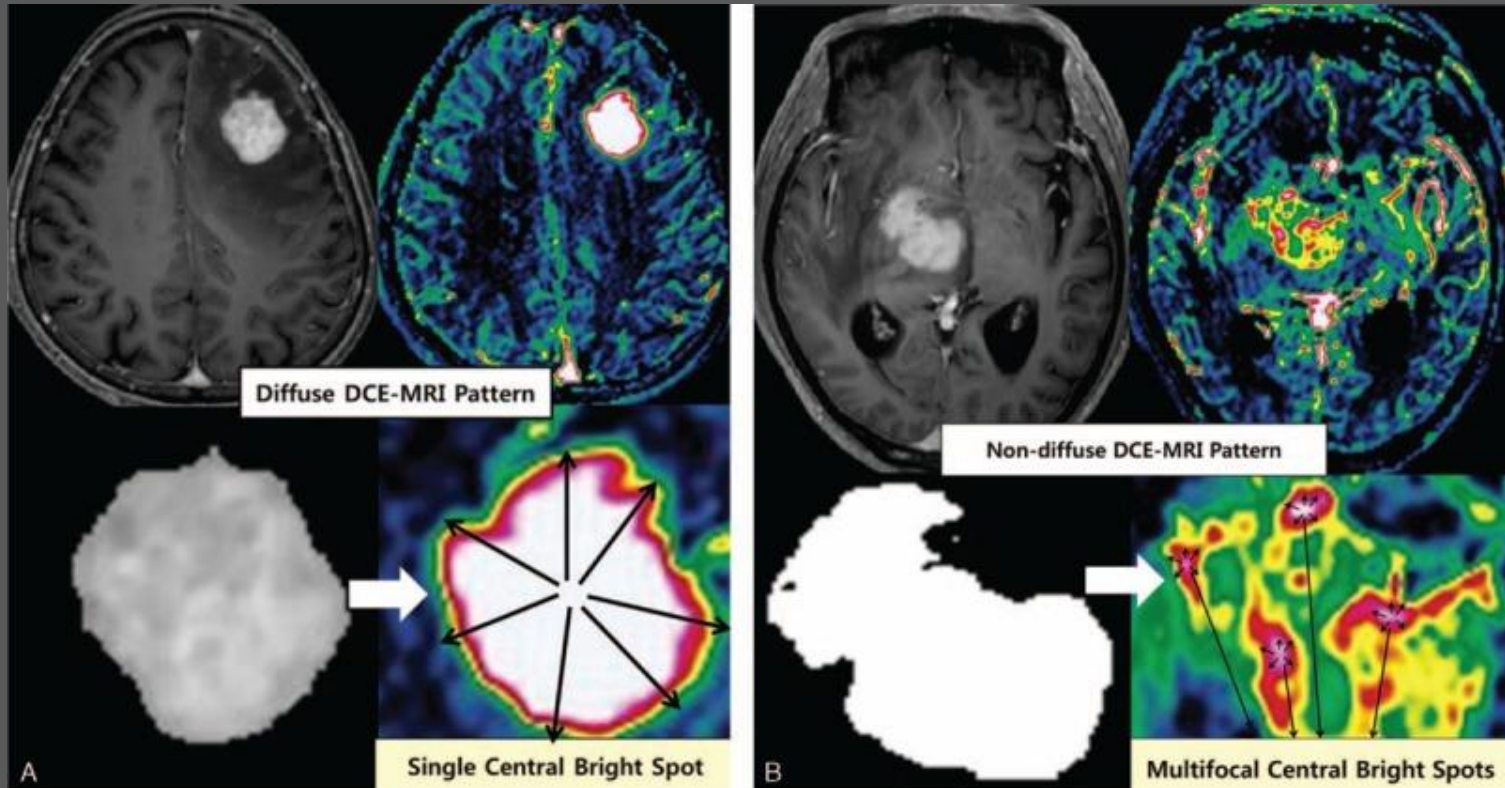 Diffuse DCE-MRI Pattern
A
Single Central Bright Spot
Non-diffuse DCE-MRI Pattern
B
Multifocal Central Bright Spots